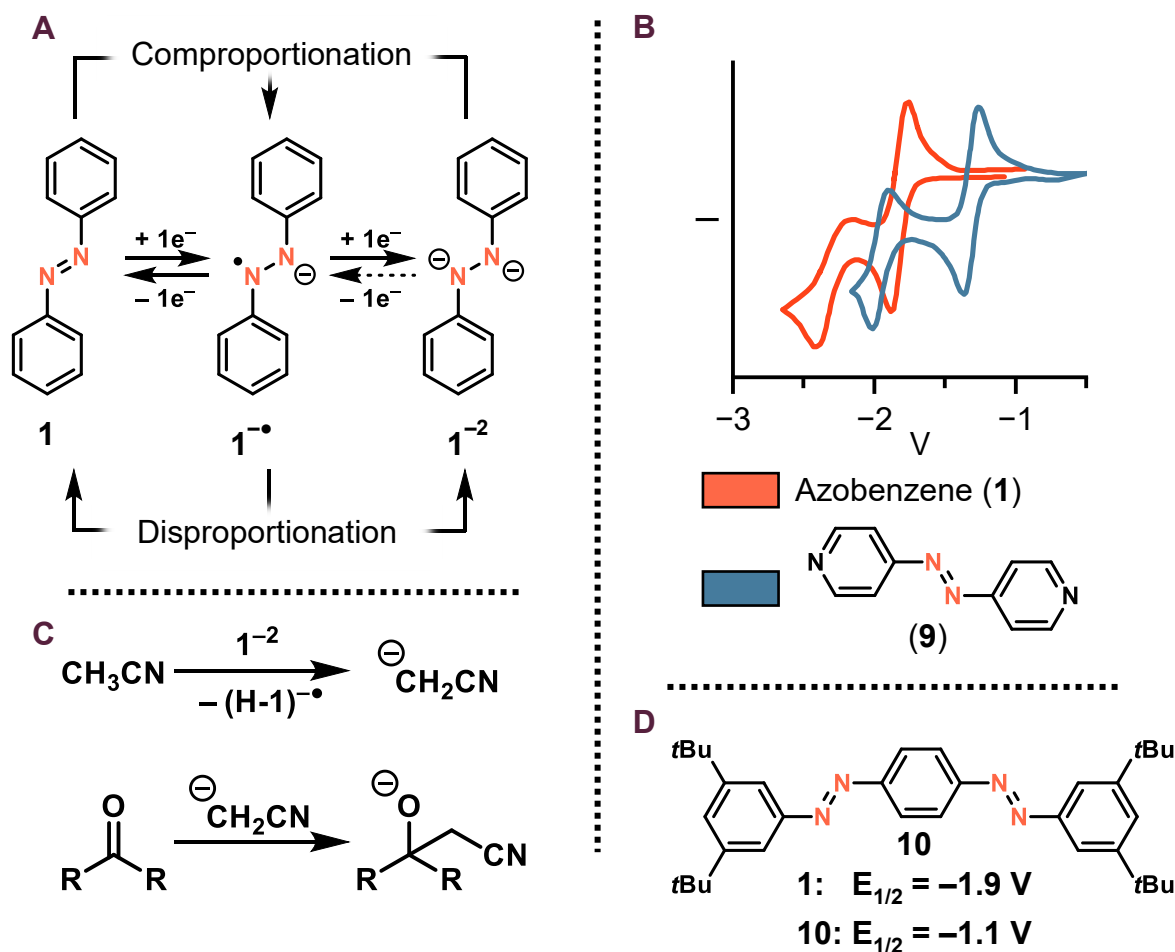 A
Comproportionation
N
N
+ 1e⁻
− 1e⁻
N
N
+ 1e⁻
− 1e⁻
N
N
1
1⁻•
1⁻²
Disproportionation
B
I
−3
−2
−1
V
Azobenzene (1)
N
N
N
N
(9)
C
CH₃CN
1⁻²
− (H-1)⁻•
CH₂CN
O
R
R
CH₂CN
O
R
R
CN
D
tBu
tBu
N
N
N
N
tBu
tBu
10
1: E1/2 = −1.9 V
10: E1/2 = −1.1 V